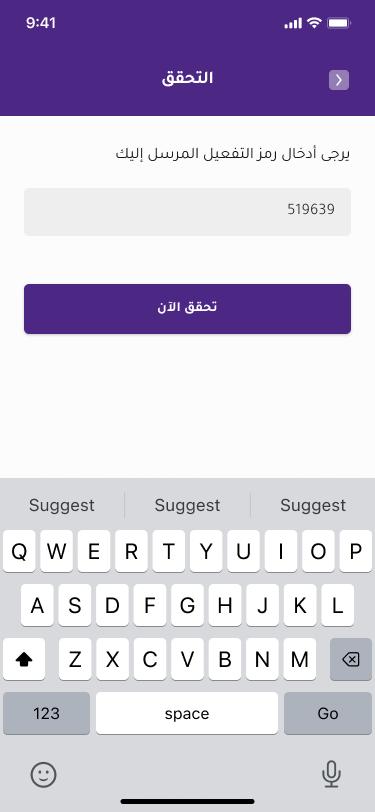 9:41
التحقق
يرجى أدخال رمز التفعيل المرسل إليك
519639
تحقق الآن
Suggest Suggest Suggest
Q W E R T Y U I O P
A S D F G H J K L
Z X C V B N M
123 space Go